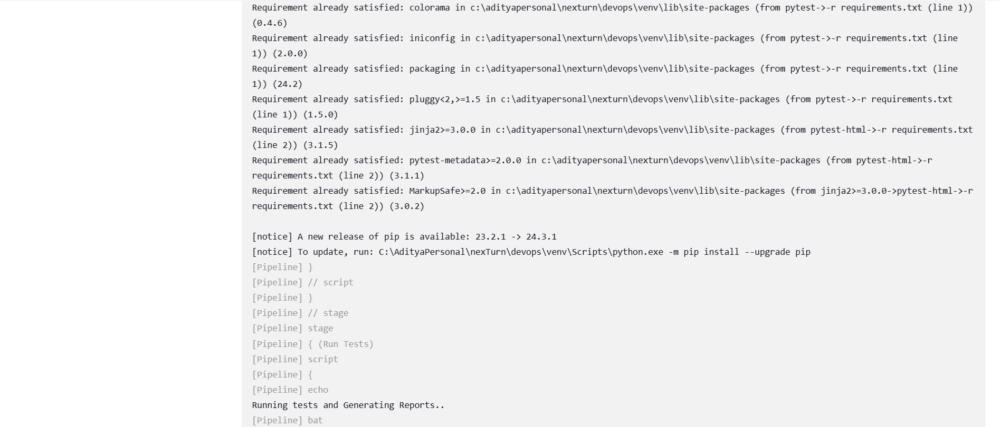 Requirement already satisfied: colorama in c:\adityapersonal\nexturn\devops\venv\lib\site-packages (from pytest->-r requirements.txt (line 1))
(0.4.6)
Requirement already satisfied: iniconfig in c:\adityapersonal\nexturn\devops\venv\lib\site-packages (from pytest->-r requirements.txt (line
1)) (2.0.0)
Requirement already satisfied: packaging in c:\adityapersonal\nexturn\devops\venv\lib\site-packages (from pytest->-r requirements.txt (line
1)) (24.2)
Requirement already satisfied: pluggy<2,>=1.5 in c:\adityapersonal\nexturn\devops\venv\lib\site-packages (from pytest->-r requirements.txt
(line 1)) (1.5.0)
Requirement already satisfied: jinja2>=3.0.0 in c:\adityapersonal\nexturn\devops\venv\lib\site-packages (from pytest-html->-r requirements.txt
(line 2)) (3.1.5)
Requirement already satisfied: pytest-metadata>=2.0.0 in c:\adityapersonal\nexturn\devops\venv\lib\site-packages (from pytest-html->-r
requirements.txt (line 2)) (3.1.1)
Requirement already satisfied: MarkupSafe>=2.0 in c:\adityapersonal\nexturn\devops\venv\lib\site-packages (from jinja2>=3.0.0->pytest-html->-r
requirements.txt (line 2)) (3.0.2)

[notice] A new release of pip is available: 23.2.1 -> 24.3.1
[notice] To update, run: C:\AdityaPersonal\nexTurn\devops\venv\Scripts\python.exe -m pip install --upgrade pip
[Pipeline] }
[Pipeline] // script
[Pipeline] }
[Pipeline] // stage
[Pipeline] stage
[Pipeline] { (Run Tests)
[Pipeline] script
[Pipeline] {
[Pipeline] echo
Running tests and Generating Reports..
[Pipeline] bat